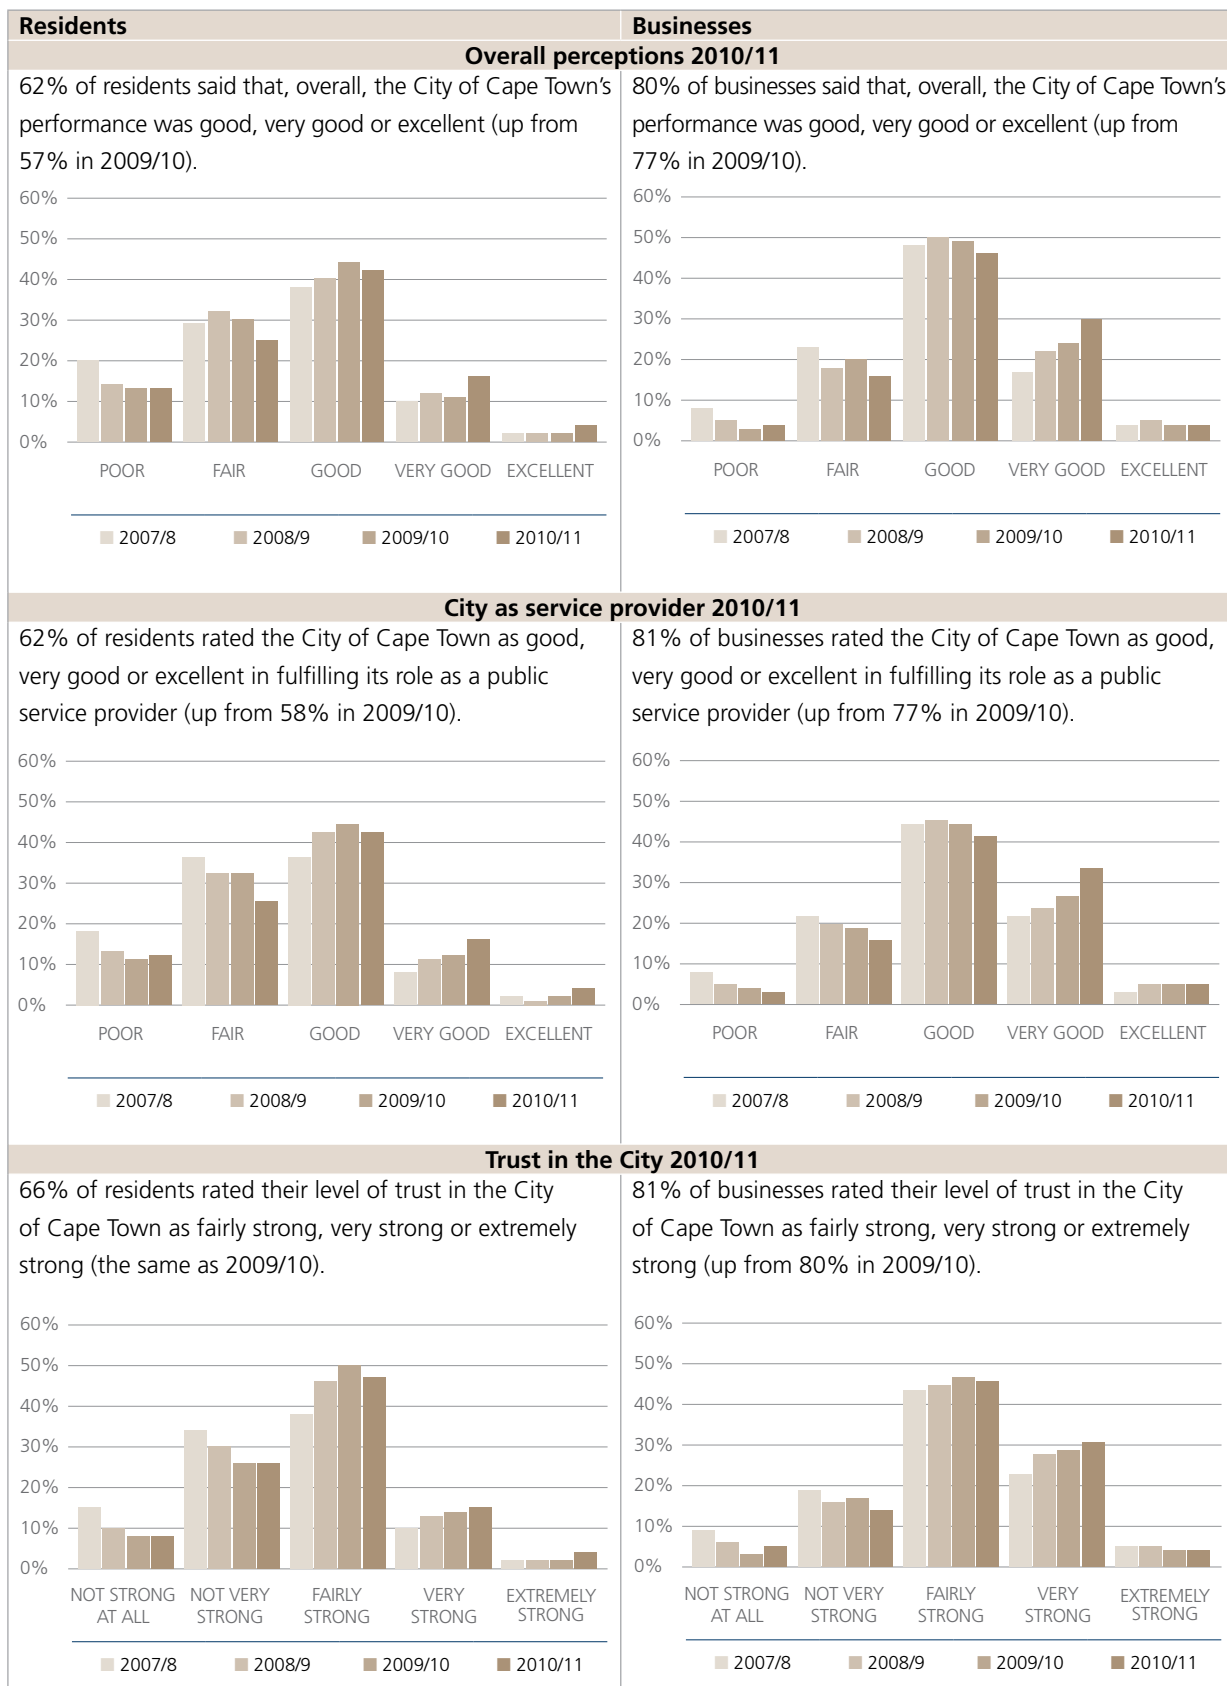 Residents
Businesses
Overall perceptions 2010/11
62% of residents said that, overall, the City of Cape Town’s
performance was good, very good or excellent (up from
57% in 2009/10).
60%
50%
40%
30%
20%
10%
0%
POOR FAIR GOOD VERY GOOD EXCELLENT
2007/8 2008/9 2009/10 2010/11
80% of businesses said that, overall, the City of Cape Town’s
performance was good, very good or excellent (up from
77% in 2009/10).
60%
50%
40%
30%
20%
10%
0%
POOR FAIR GOOD VERY GOOD EXCELLENT
2007/8 2008/9 2009/10 2010/11
City as service provider 2010/11
62% of residents rated the City of Cape Town as good,
very good or excellent in fulfilling its role as a public
service provider (up from 58% in 2009/10).
60%
50%
40%
30%
20%
10%
0%
POOR FAIR GOOD VERY GOOD EXCELLENT
2007/8 2008/9 2009/10 2010/11
81% of businesses rated the City of Cape Town as good,
very good or excellent in fulfilling its role as a public
service provider (up from 77% in 2009/10).
60%
50%
40%
30%
20%
10%
0%
POOR FAIR GOOD VERY GOOD EXCELLENT
2007/8 2008/9 2009/10 2010/11
Trust in the City 2010/11
66% of residents rated their level of trust in the City
of Cape Town as fairly strong, very strong or extremely
strong (the same as 2009/10).
60%
50%
40%
30%
20%
10%
0%
NOT STRONG NOT VERY FAIRLY VERY EXTREMELY
AT ALL STRONG STRONG STRONG STRONG
2007/8 2008/9 2009/10 2010/11
81% of businesses rated their level of trust in the City
of Cape Town as fairly strong, very strong or extremely
strong (up from 80% in 2009/10).
60%
50%
40%
30%
20%
10%
0%
NOT STRONG NOT VERY FAIRLY VERY EXTREMELY
AT ALL STRONG STRONG STRONG STRONG
2007/8 2008/9 2009/10 2010/11